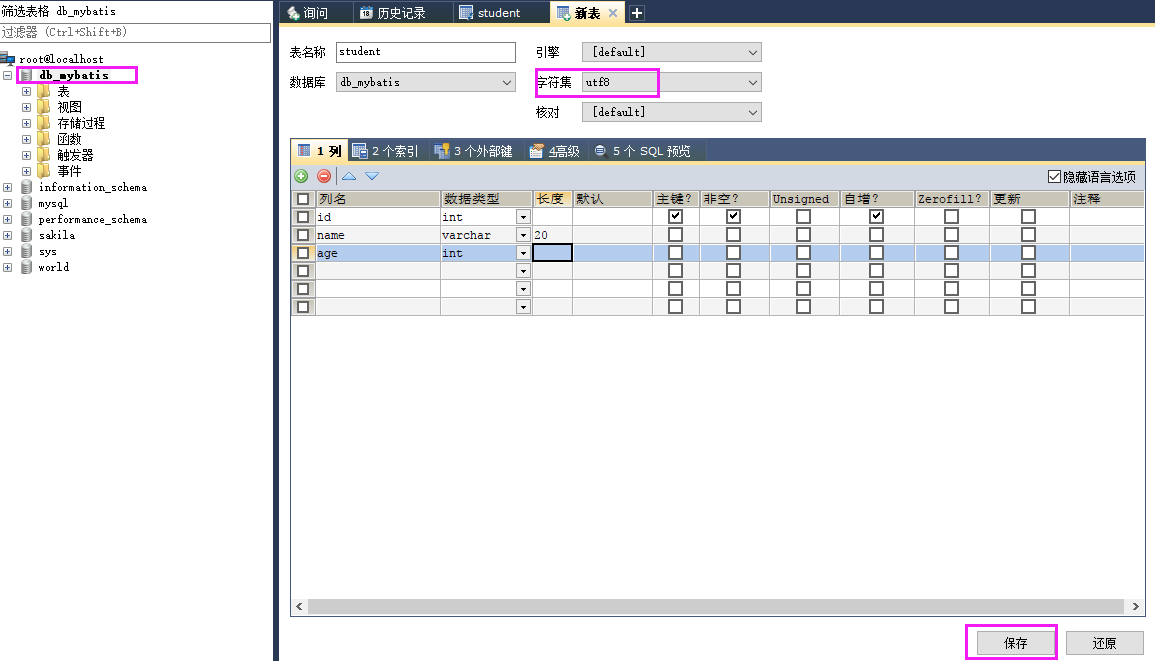 筛选表格 db_mybatis
过滤器 (Ctrl+Shift+B)
root@localhost
db_mybatis
表
视图
存储过程
函数
触发器
事件
information_schema
mysql
performance_schema
sakila
sys
world
询问 历史记录 student 新表
表名称 student 引擎 [default]
数据库 db_mybatis 字符集 utf8
核对 [default]
1 列 2 个索引 3 个外部键 4高级 5 个 SQL 预览
隐藏语言选项
列名 数据类型 长度 默认 主键? 非空? Unsigned 自增? Zerofill? 更新 注释
id int
name varchar 20
age int
保存 还原